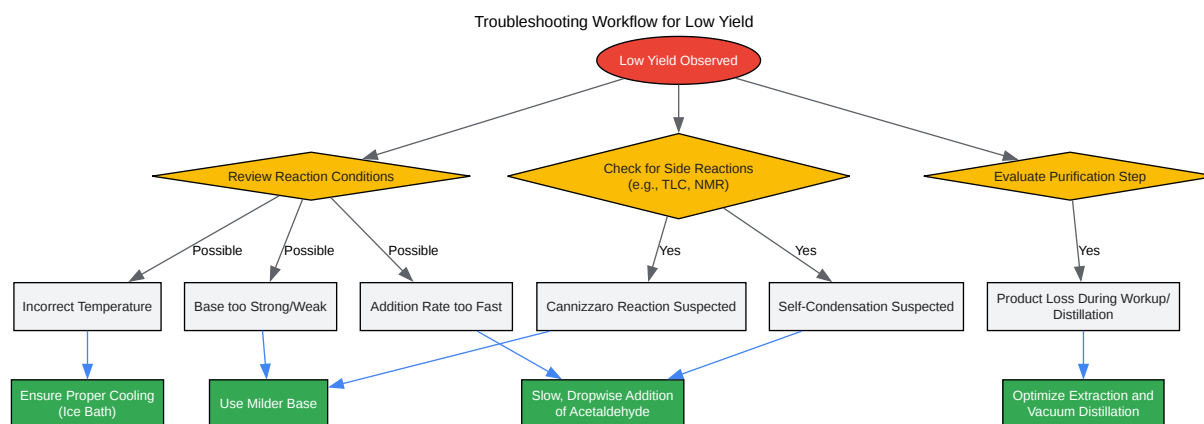 Troubleshooting Workflow for Low Yield
Low Yield Observed
Review Reaction Conditions
Check for Side Reactions
(e.g., TLC, NMR)
Evaluate Purification Step
Possible
Possible
Possible
Yes
Yes
Yes
Incorrect Temperature
Base too Strong/Weak
Addition Rate too Fast
Cannizzaro Reaction Suspected
Self-Condensation Suspected
Product Loss During Workup/
Distillation
Ensure Proper Cooling
(Ice Bath)
Use Milder Base
Slow, Dropwise Addition
of Acetaldehyde
Optimize Extraction and
Vacuum Distillation